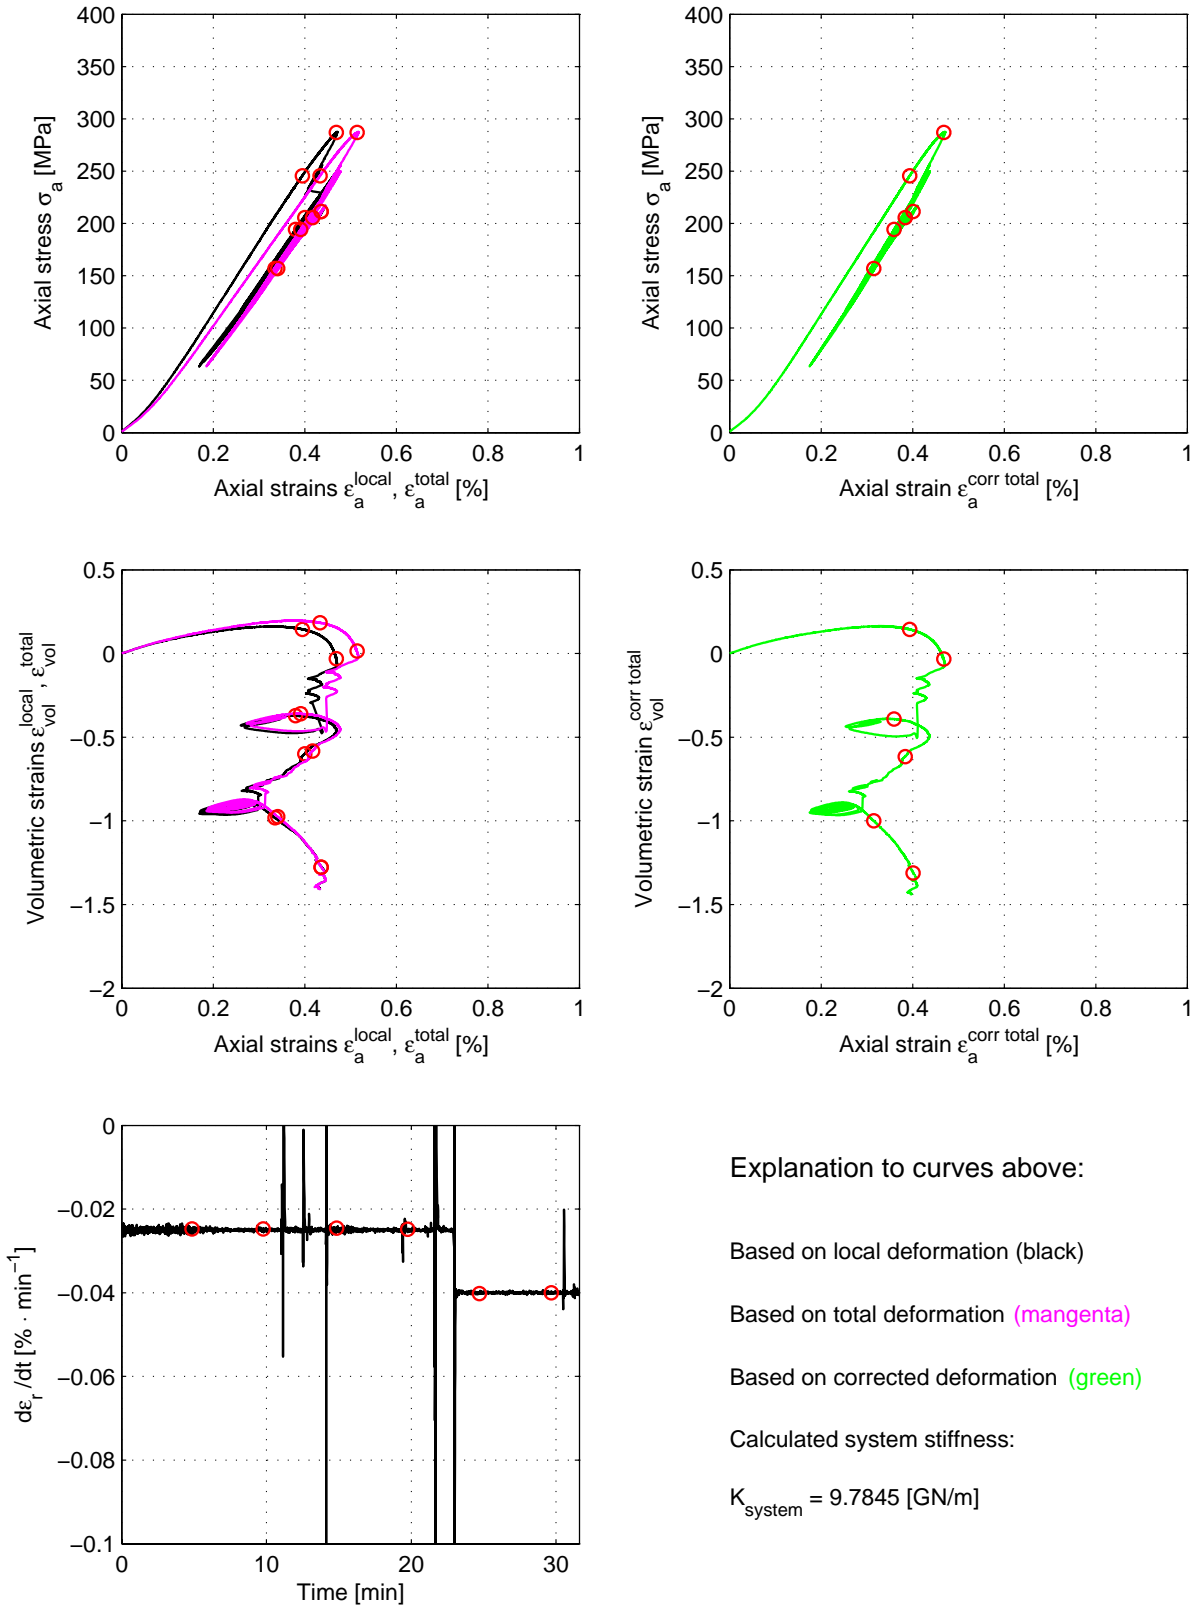 400
350
300
250
200
150
100
50
0
Axial stress σa [MPa]
0 0.2 0.4 0.6 0.8 1
Axial strains εa^local, εa^total [%]
400
350
300
250
200
150
100
50
0
Axial stress σa [MPa]
0 0.2 0.4 0.6 0.8 1
Axial strain εa^corr total [%]
0.5
0
−0.5
−1
−1.5
−2
Volumetric strains εvol^local, εvol^total
0 0.2 0.4 0.6 0.8 1
Axial strains εa^local, εa^total [%]
0.5
0
−0.5
−1
−1.5
−2
Volumetric strain εvol^corr total
0 0.2 0.4 0.6 0.8 1
Axial strain εa^corr total [%]
0
−0.02
−0.04
−0.06
−0.08
−0.1
dεr/dt [% · min−1]
0 10 20 30
Time [min]
Explanation to curves above:
Based on local deformation (black)
Based on total deformation (mangenta)
Based on corrected deformation (green)
Calculated system stiffness:
Ksystem = 9.7845 [GN/m]